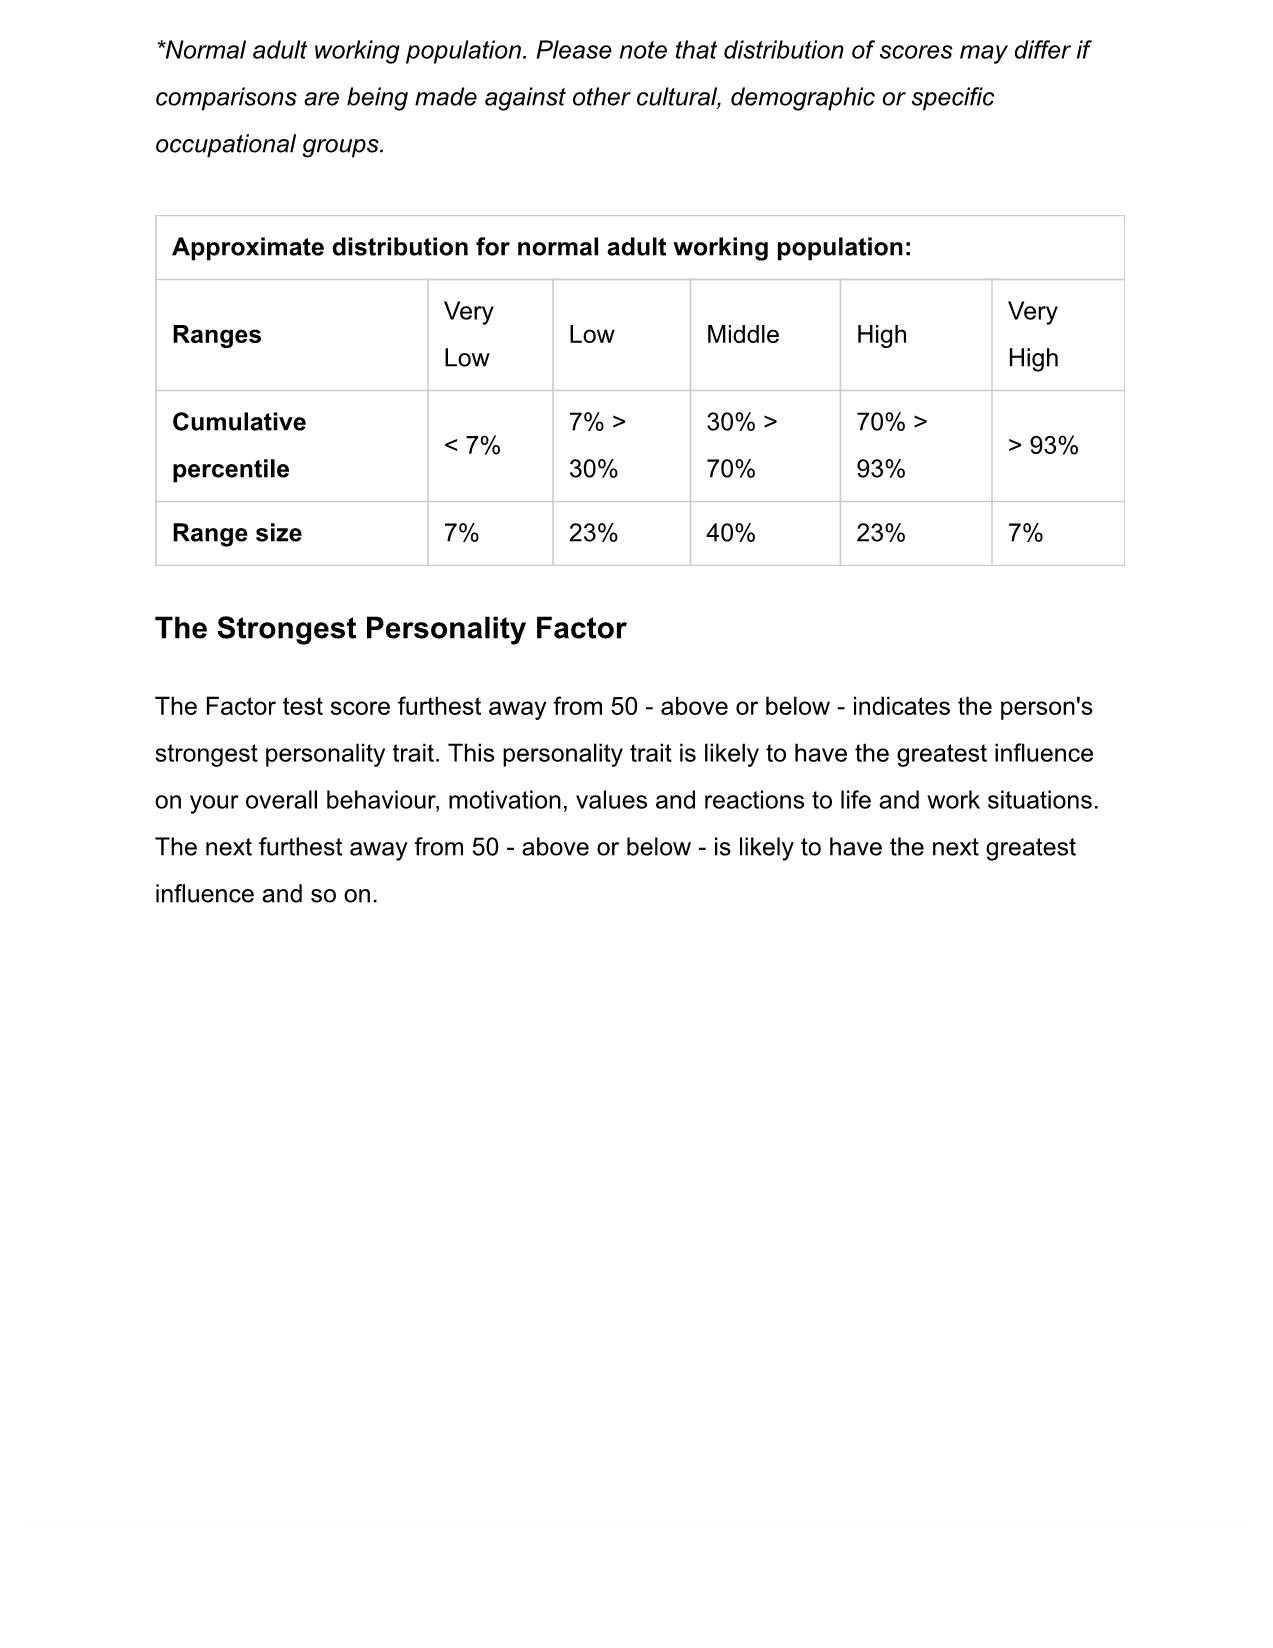 *Normal adult working population. Please note that distribution of scores may differ if
comparisons are being made against other cultural, demographic or specific
occupational groups.
Approximate distribution for normal adult working population:
Ranges Very Low Low Middle High Very High
Cumulative percentile < 7% 7% > 30% 30% > 70% 70% > 93% > 93%
Range size 7% 23% 40% 23% 7%
The Strongest Personality Factor
The Factor test score furthest away from 50 - above or below - indicates the person's
strongest personality trait. This personality trait is likely to have the greatest influence
on your overall behaviour, motivation, values and reactions to life and work situations.
The next furthest away from 50 - above or below - is likely to have the next greatest
influence and so on.